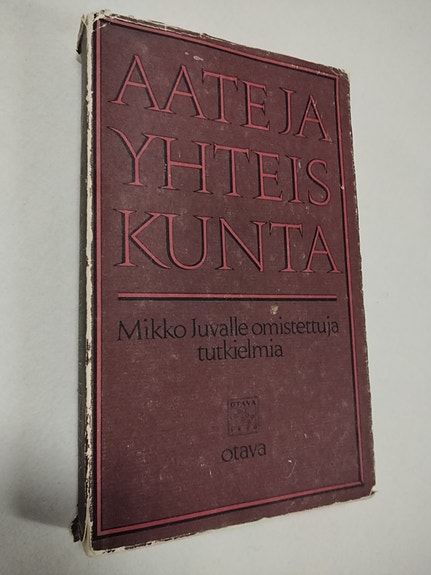 AATE JA
YHTEIS
KUNTA
Mikko Juvalle omistettuja
tutkielmia
OTAVA
otava